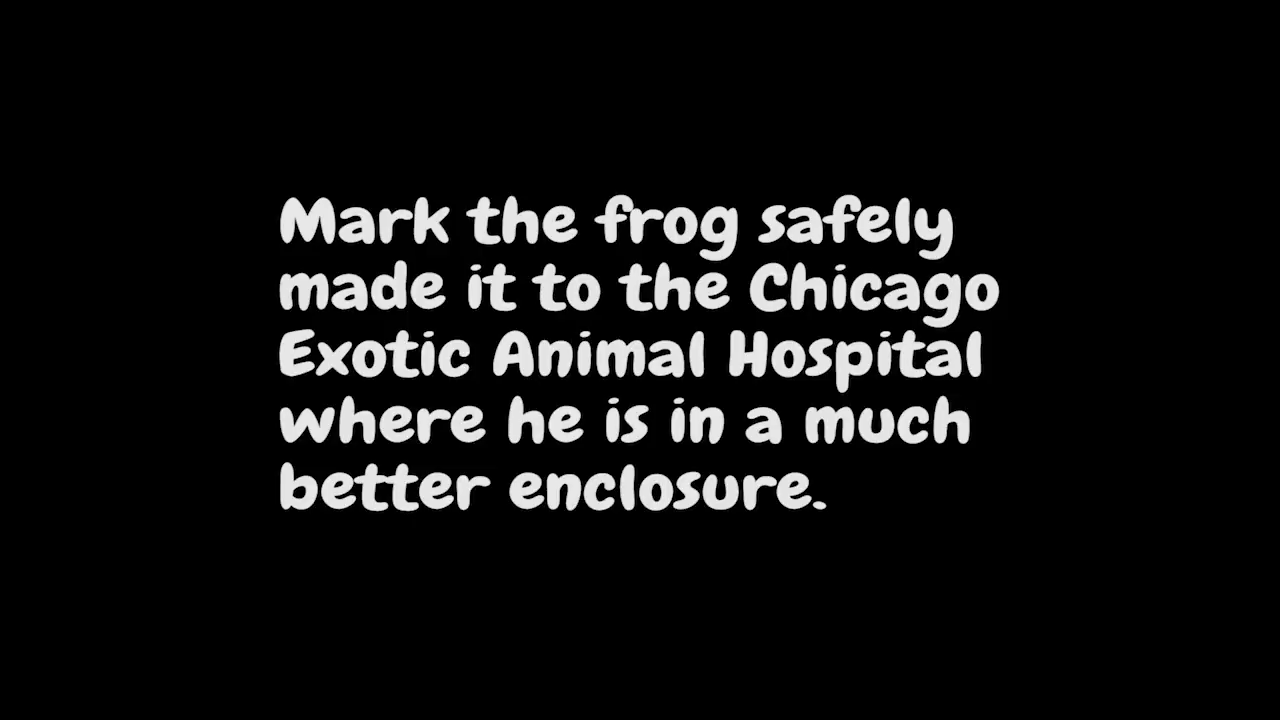 Mark the frog safely
made it to the Chicago
Exotic Animal Hospital
where he is in a much
better enclosure.